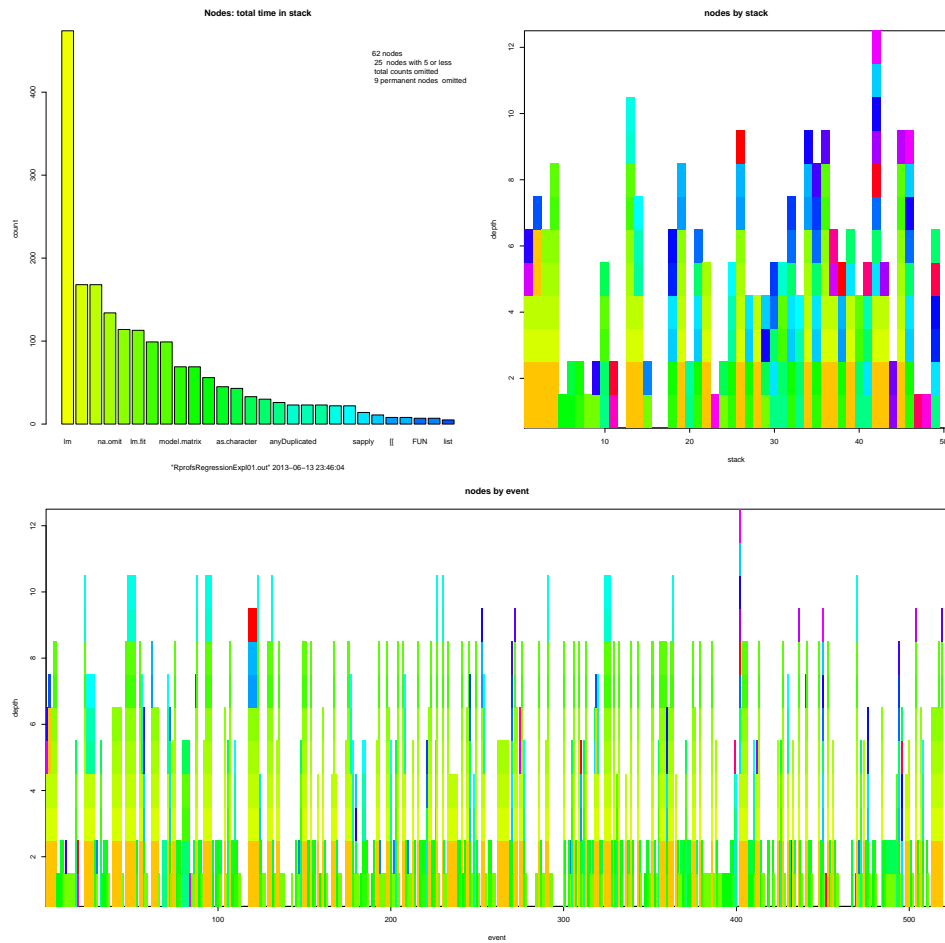 Nodes: total time in stack
62 nodes
25 nodes with 5 or less
total counts omitted
9 permanent nodes omitted
count
0
100
200
300
400
lm
na.omit
lm.fit
model.matrix
as.character
anyDuplicated
sapply
[[
FUN
list
"RprofsRegressionExpl01.out" 2013−06−13 23:46:04
nodes by stack
depth
2
4
6
8
10
12
10
20
30
40
50
stack
nodes by event
depth
2
4
6
8
10
12
100
200
300
400
500
event